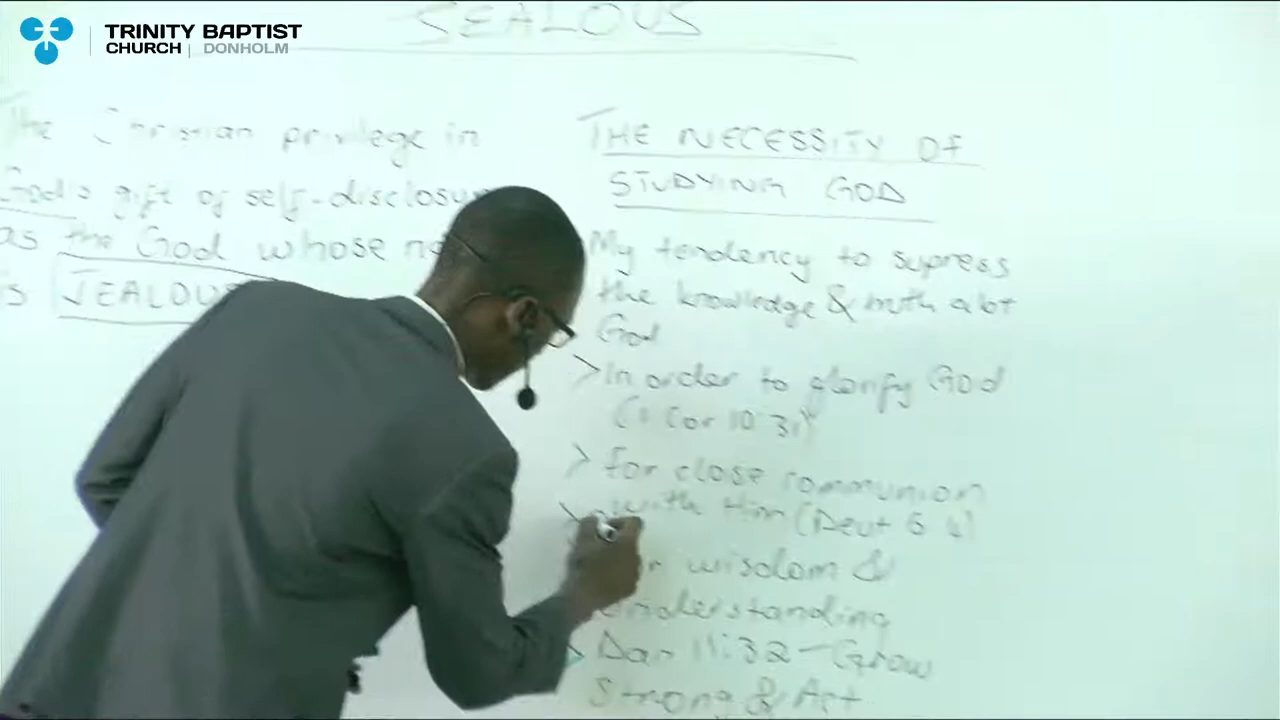 TRINITY BAPTIST
CHURCH | DONHOLM
JEALOUS
The Christian privilege in
God's gift of self-disclosu
as the God whose
is JEALOUS
THE NECESSITY OF
STUDYING GOD
My tendency to supress
the knowledge & truth abt
God
> In order to glorify God
(1 Cor 10:31)
> For close communion
with Him (Deut 6:4)
wisdom &
understanding
> Dan 11:32 - Grow
Strong & Act